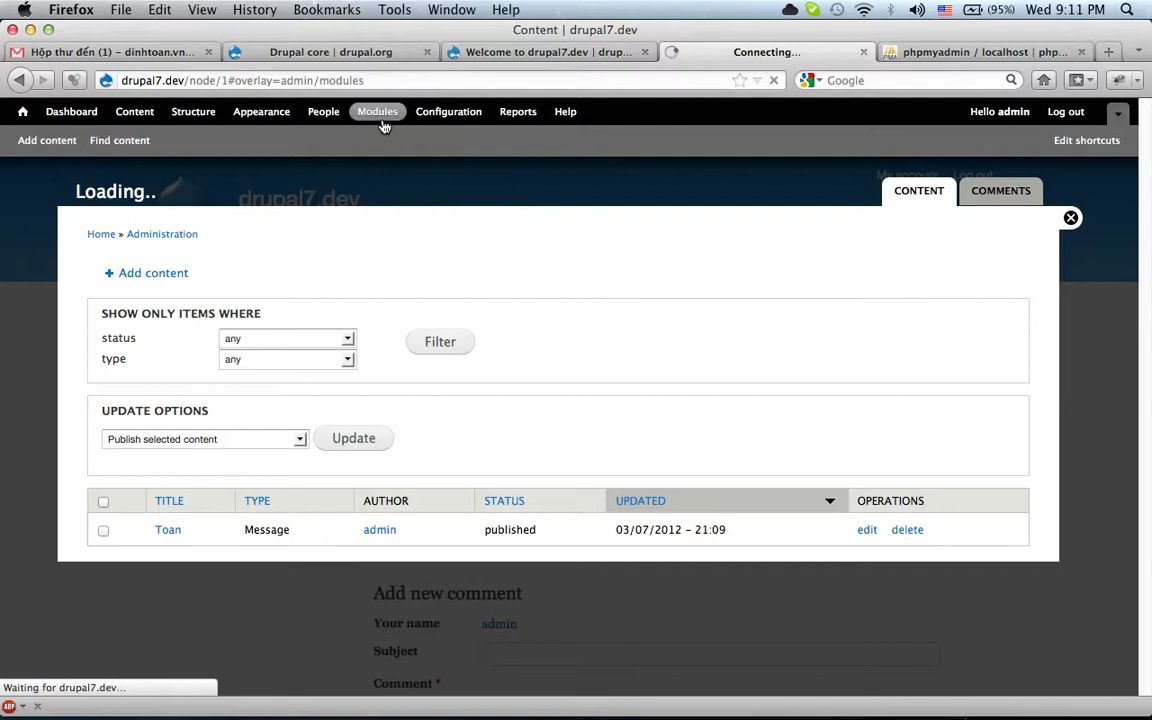 Firefox File Edit View History Bookmarks Tools Window Help (95%) Wed 9:11 PM
Content | drupal7.dev
Hộp thư đến (1) – dinhtoan.vn... Drupal core | drupal.org Welcome to drupal7.dev | drup... Connecting... phpmyadmin / localhost | php...
drupal7.dev/node/1#overlay=admin/modules Google
Dashboard Content Structure Appearance People Modules Configuration Reports Help Hello admin Log out
Add content Find content Edit shortcuts
My account Log out
Loading.. drupal7.dev CONTENT COMMENTS
Home » Administration
+ Add content
SHOW ONLY ITEMS WHERE
status any Filter
type any
UPDATE OPTIONS
Publish selected content Update
TITLE TYPE AUTHOR STATUS UPDATED OPERATIONS
Toan Message admin published 03/07/2012 – 21:09 edit delete
Add new comment
Your name admin
Subject
Comment *
Waiting for drupal7.dev...
ABP